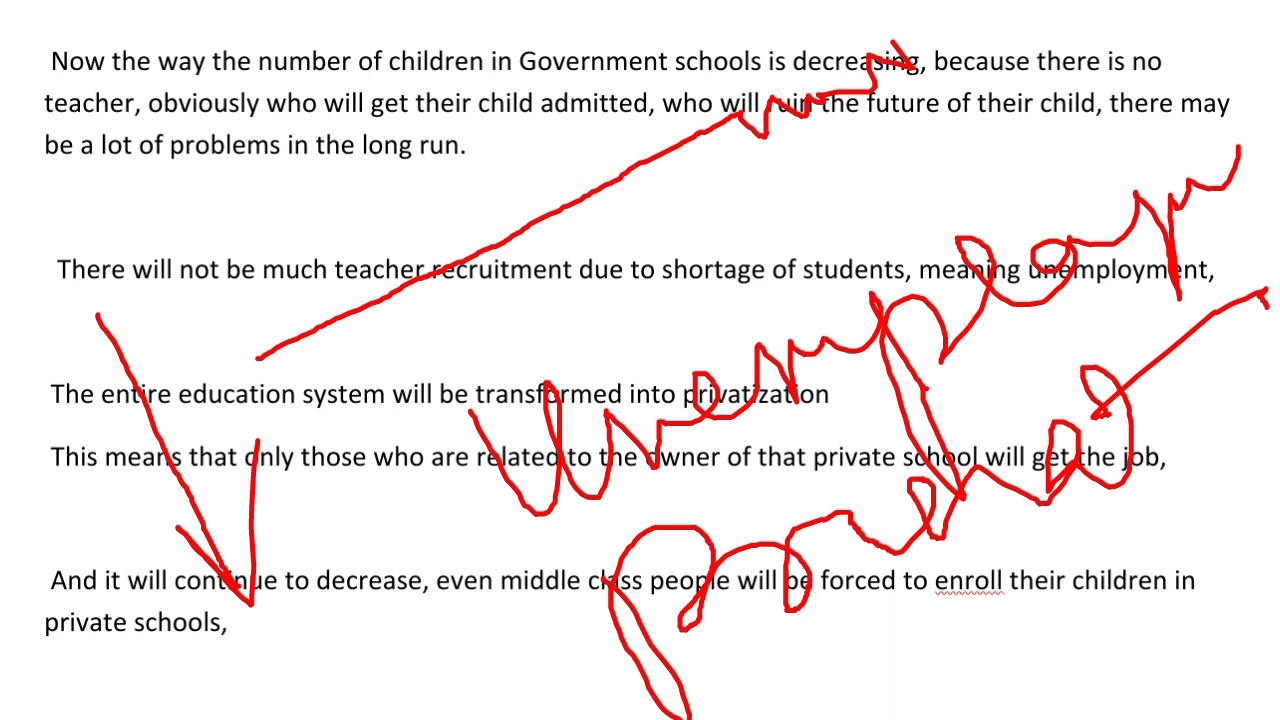 Now the way the number of children in Government schools is decreasing, because there is no
teacher, obviously who will get their child admitted, who will ruin the future of their child, there may
be a lot of problems in the long run.
There will not be much teacher recruitment due to shortage of students, meaning unemployment,
The entire education system will be transformed into privatization
This means that only those who are related to the owner of that private school will get the job,
And it will continue to decrease, even middle class people will be forced to enroll their children in
private schools,